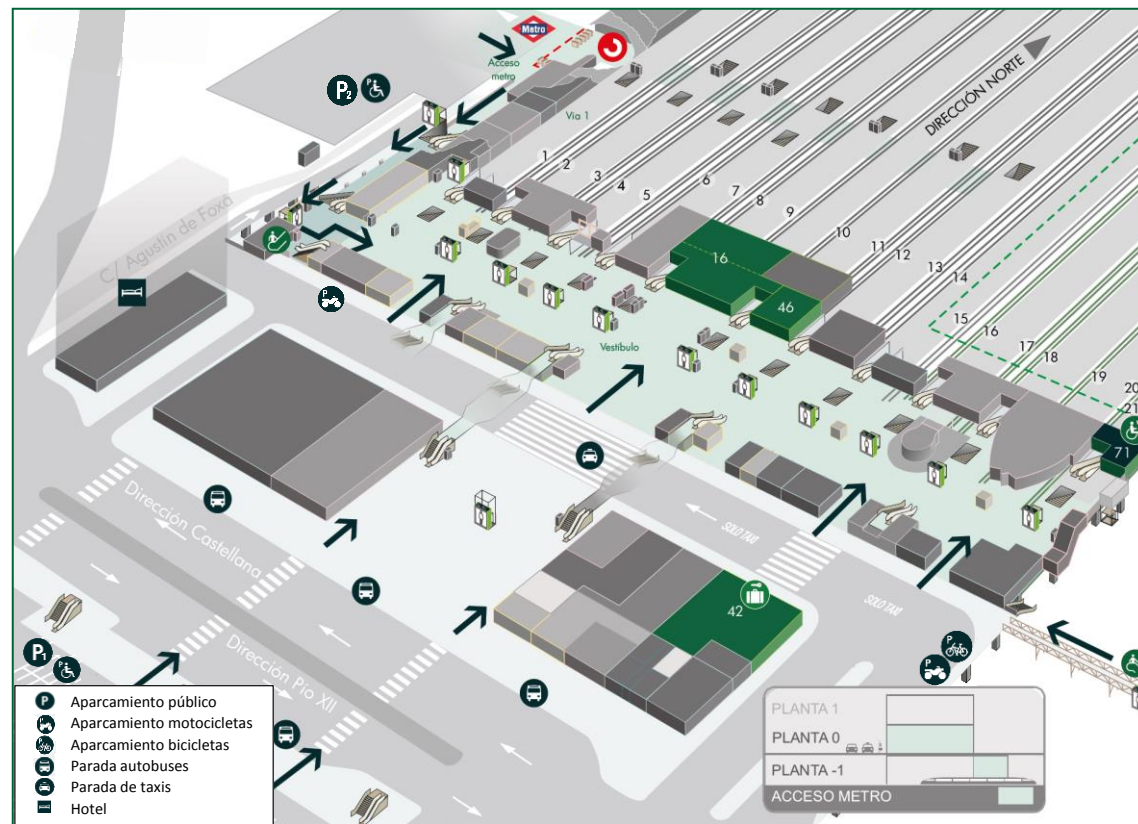 Metro
Acceso
metro
P2
P
Vía 1
DIRECCIÓN NORTE
1
2
3
4
5
6
7
8
9
10
11
12
13
14
15
16
17
18
19
20
21
C/ Agustín de Foxá
16
46
Vestíbulo
71
P
Dirección Castellana
SOLO TAXI
SOLO TAXI
42
Dirección Pio XII
P1
P
P
P
P Aparcamiento público
P Aparcamiento motocicletas
P Aparcamiento bicicletas
Parada autobuses
Parada de taxis
Hotel
PLANTA 1
PLANTA 0
PLANTA -1
ACCESO METRO